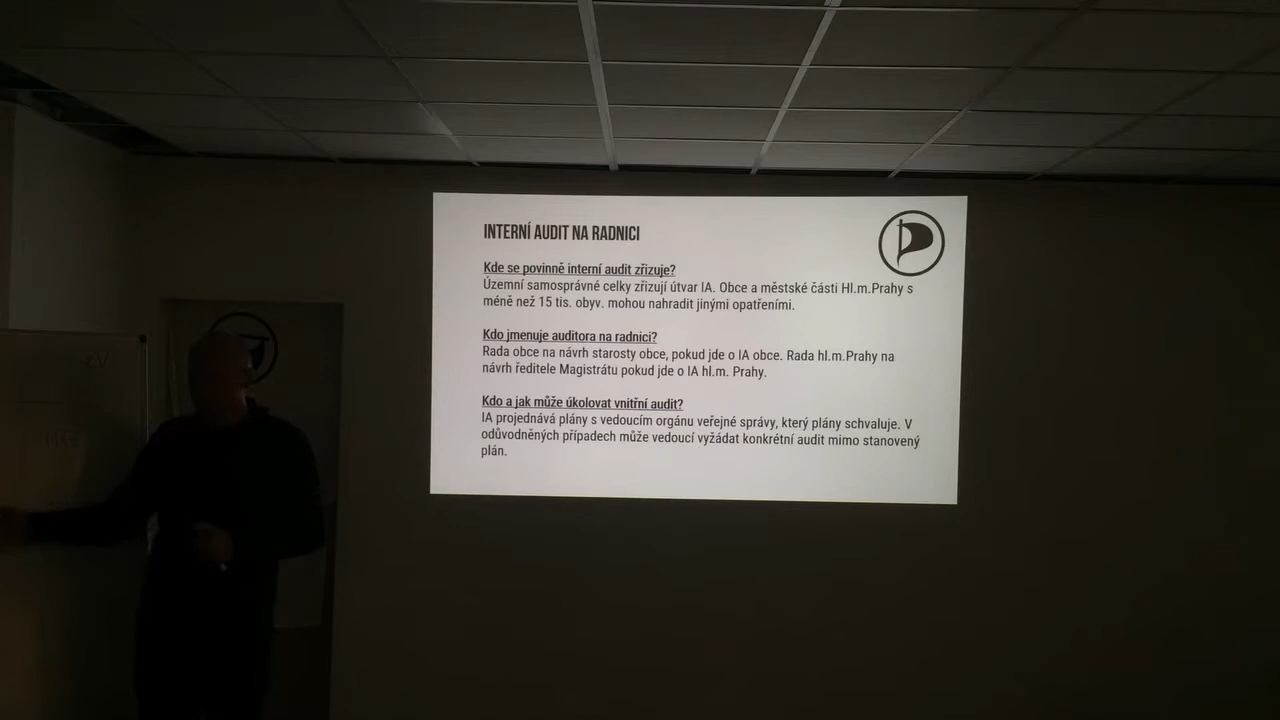 INTERNÍ AUDIT NA RADNICI
Kde se povinně interní audit zřizuje?
Územní samosprávné celky zřizují útvar IA. Obce a městské části Hl.m.Prahy s
méně než 15 tis. obyv. mohou nahradit jinými opatřeními.
Kdo jmenuje auditora na radnici?
Rada obce na návrh starosty obce, pokud jde o IA obce. Rada hl.m.Prahy na
návrh ředitele Magistrátu pokud jde o IA hl.m. Prahy.
Kdo a jak může úkolovat vnitřní audit?
IA projednává plány s vedoucím orgánu veřejné správy, který plány schvaluje. V
odůvodněných případech může vedoucí vyžádat konkrétní audit mimo stanovený
plán.